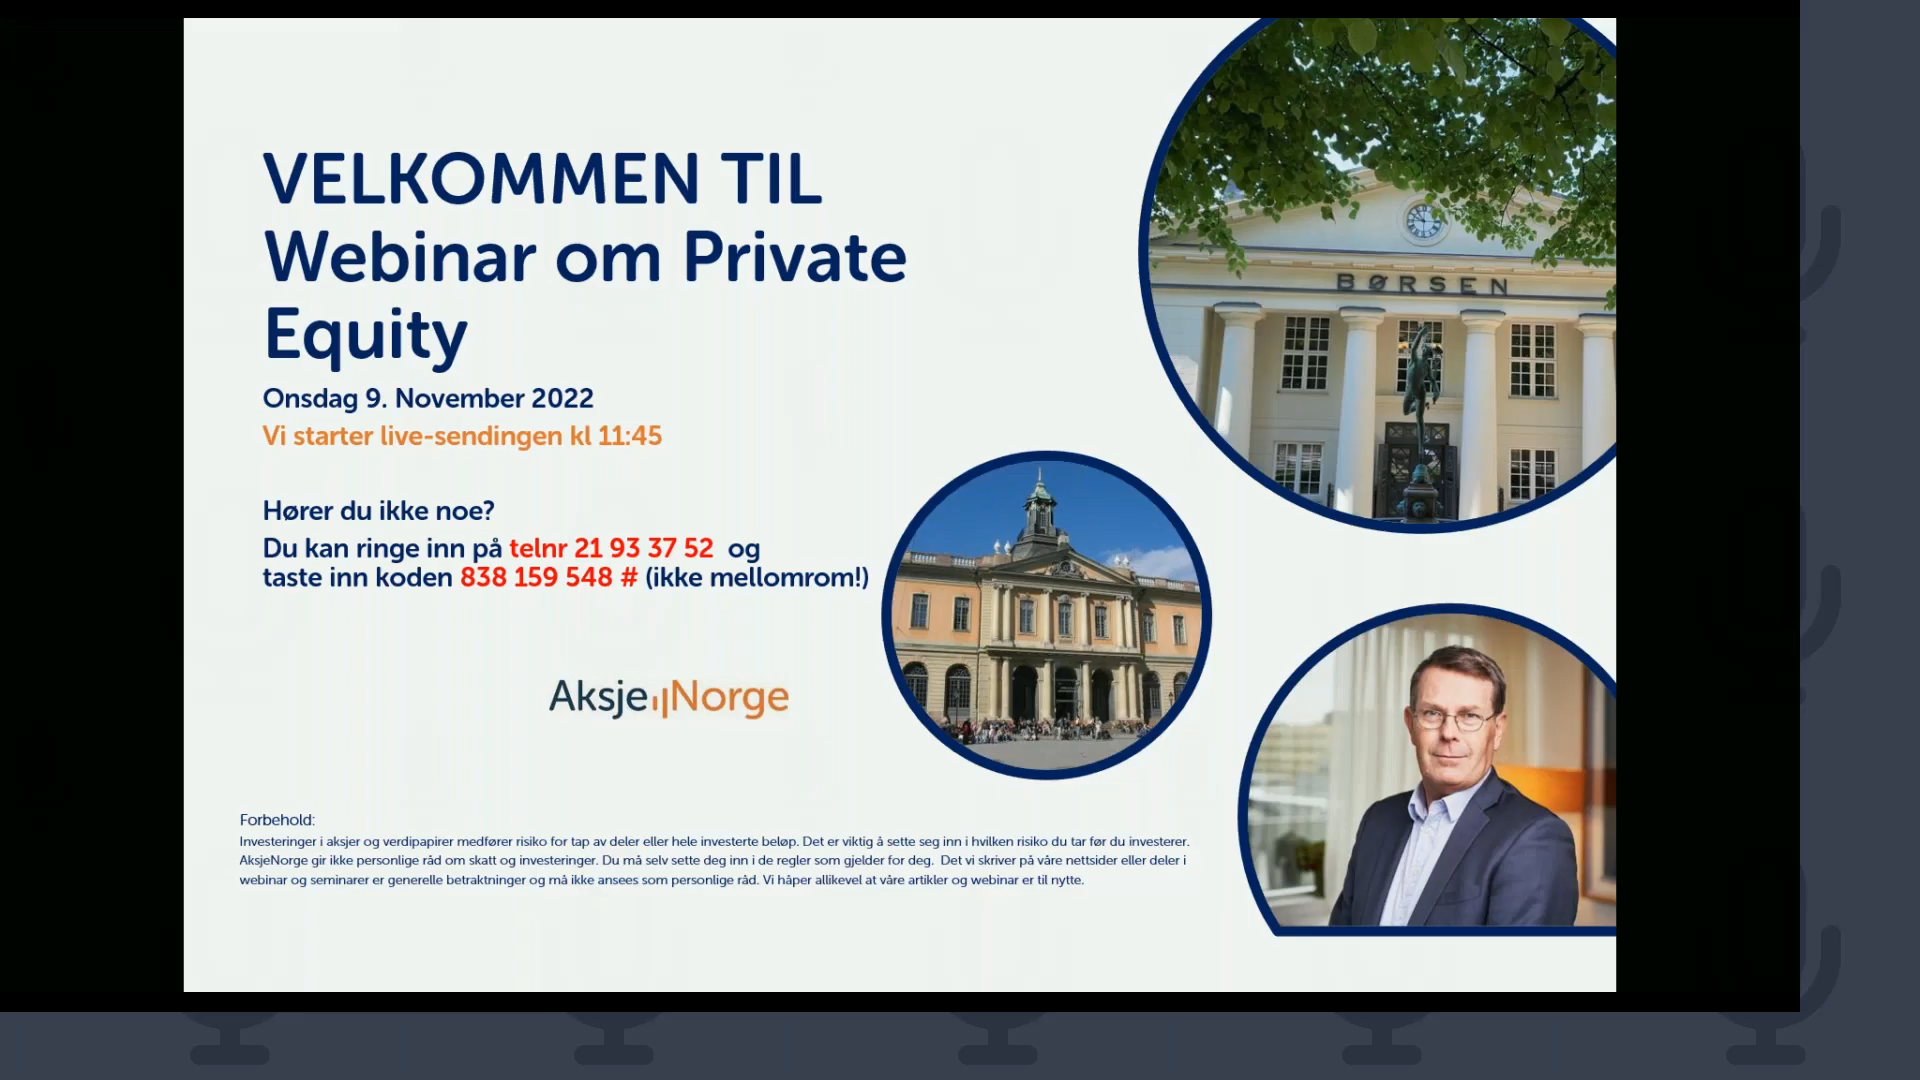 VELKOMMEN TIL
Webinar om Private
Equity
Onsdag 9. November 2022
Vi starter live-sendingen kl 11:45
Hører du ikke noe?
Du kan ringe inn på telnr 21 93 37 52 og
taste inn koden 838 159 548 # (ikke mellomrom!)
AksjeNorge
Forbehold:
Investeringer i aksjer og verdipapirer medfører risiko for tap av deler eller hele investerte beløp. Det er viktig å sette seg inn i hvilken risiko du tar før du investerer.
AksjeNorge gir ikke personlige råd om skatt og investeringer. Du må selv sette deg inn i de regler som gjelder for deg. Det vi skriver på våre nettsider eller deler i
webinar og seminarer er generelle betraktninger og må ikke ansees som personlige råd. Vi håper allikevel at våre artikler og webinar er til nytte.
BØRSEN